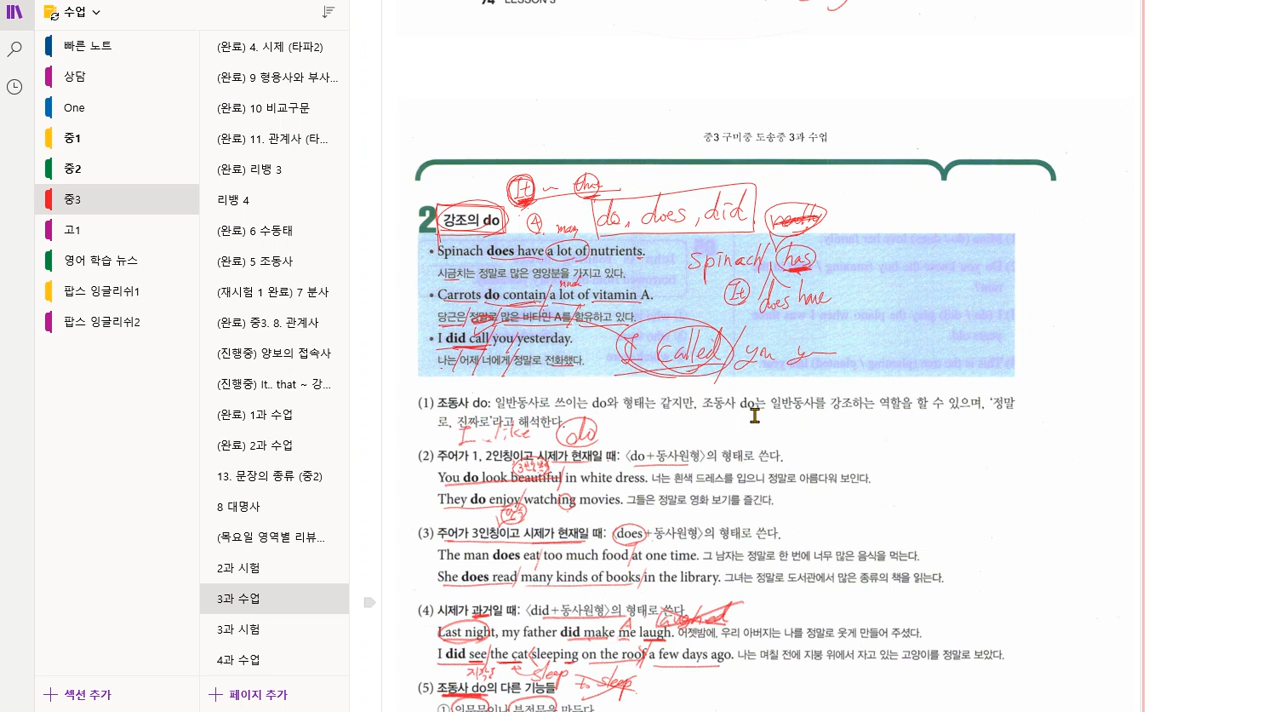 74 LESSON 5
수업
빠른 노트
상담
One
중1
중2
중3
고1
영어 학습 뉴스
팝스 잉글리쉬1
팝스 잉글리쉬2
섹션 추가
(완료) 4. 시제 (타파2)
(완료) 9 형용사와 부사...
(완료) 10 비교구문
(완료) 11. 관계사 (타...
(완료) 리뱅 3
리뱅 4
(완료) 6 수동태
(완료) 5 조동사
(재시험 1 완료) 7 분사
(완료) 중3. 8. 관계사
(진행중) 양보의 접속사
(진행중) It.. that ~ 강...
(완료) 1과 수업
(완료) 2과 수업
13. 문장의 종류 (중2)
8 대명사
(목요일 영역별 리뷰...
2과 시험
3과 수업
3과 시험
4과 수업
페이지 추가
중3 구미중 도송중 3과 수업
It ~ that
2 강조의 do
④ many
do, does, did
really
• Spinach does have a lot of nutrients.
시금치는 정말로 많은 영양분을 가지고 있다.
spinach has
It does have
much
• Carrots do contain a lot of vitamin A.
당근은 정말로 많은 비타민 A를 함유하고 있다.
• I did call you yesterday.
나는 어제 너에게 정말로 전화했다.
I called you y
(1) 조동사 do: 일반동사로 쓰이는 do와 형태는 같지만, 조동사 do는 일반동사를 강조하는 역할을 할 수 있으며, ‘정말
로, 진짜로’라고 해석한다.
I like do
(2) 주어가 1, 2인칭이고 시제가 현재일 때: 〈do+동사원형〉의 형태로 쓴다.
You do look beautiful in white dress. 너는 흰색 드레스를 입으니 정말로 아름다워 보인다.
They do enjoy watching movies. 그들은 정말로 영화 보기를 즐긴다.
(3) 주어가 3인칭이고 시제가 현재일 때: 〈does+동사원형〉의 형태로 쓴다.
The man does eat too much food at one time. 그 남자는 정말로 한 번에 너무 많은 음식을 먹는다.
She does read many kinds of books in the library. 그녀는 정말로 도서관에서 많은 종류의 책을 읽는다.
(4) 시제가 과거일 때: 〈did+동사원형〉의 형태로 쓴다.
Last night, my father did make me laugh. 어젯밤에, 우리 아버지는 나를 정말로 웃게 만들어 주셨다.
I did see the cat sleeping on the roof a few days ago. 나는 며칠 전에 지붕 위에서 자고 있는 고양이를 정말로 보았다.
sleep to sleep
(5) 조동사 do의 다른 기능들
① 의문문이나 부정문을 만든다.